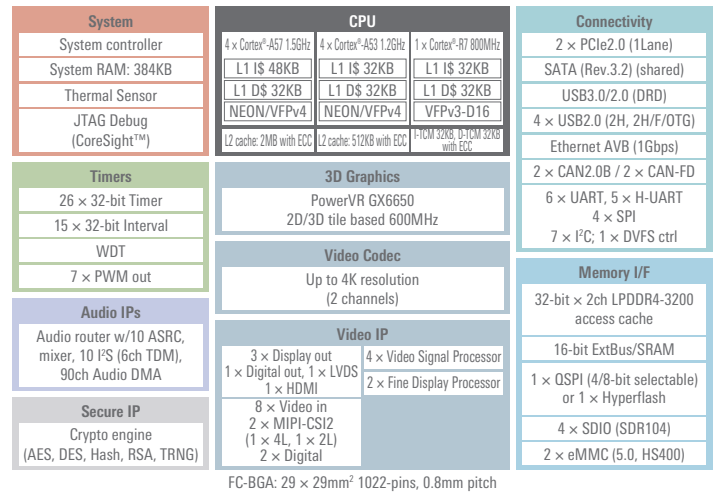 System
System controller
System RAM: 384KB
Thermal Sensor
JTAG Debug
(CoreSight™)
Timers
26 × 32-bit Timer
15 × 32-bit Interval
WDT
7 × PWM out
Audio IPs
Audio router w/10 ASRC,
mixer, 10 I²S (6ch TDM),
90ch Audio DMA
Secure IP
Crypto engine
(AES, DES, Hash, RSA, TRNG)
CPU
4 × Cortex®-A57 1.5GHz
L1 I$ 48KB
L1 D$ 32KB
NEON/VFPv4
L2 cache: 2MB with ECC
4 × Cortex®-A53 1.2GHz
L1 I$ 32KB
L1 D$ 32KB
NEON/VFPv4
L2 cache: 512KB with ECC
1 × Cortex®-R7 800MHz
L1 I$ 32KB
L1 D$ 32KB
VFPv3-D16
I-TCM 32KB, D-TCM 32KB
with ECC
3D Graphics
PowerVR GX6650
2D/3D tile based 600MHz
Video Codec
Up to 4K resolution
(2 channels)
Video IP
3 × Display out
1 × Digital out, 1 × LVDS
1 × HDMI
8 × Video in
2 × MIPI-CSI2
(1 × 4L, 1 × 2L)
2 × Digital
4 × Video Signal Processor
2 × Fine Display Processor
Connectivity
2 × PCIe2.0 (1Lane)
SATA (Rev.3.2) (shared)
USB3.0/2.0 (DRD)
4 × USB2.0 (2H, 2H/F/OTG)
Ethernet AVB (1Gbps)
2 × CAN2.0B / 2 × CAN-FD
6 × UART, 5 × H-UART
4 × SPI
7 × I²C; 1 × DVFS ctrl
Memory I/F
32-bit × 2ch LPDDR4-3200
access cache
16-bit ExtBus/SRAM
1 × QSPI (4/8-bit selectable)
or 1 × Hyperflash
4 × SDIO (SDR104)
2 × eMMC (5.0, HS400)
FC-BGA: 29 × 29mm² 1022-pins, 0.8mm pitch